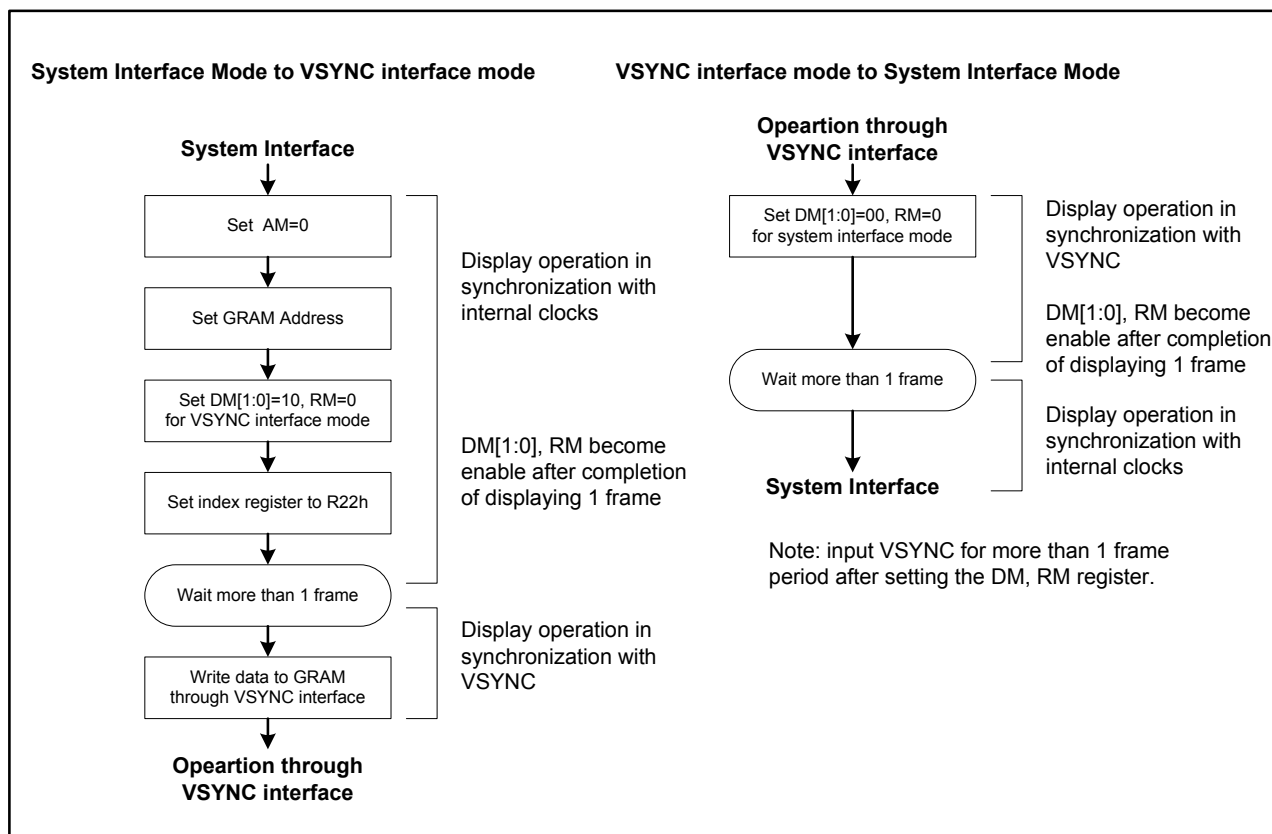 System Interface Mode to VSYNC interface mode
System Interface
Set AM=0
Set GRAM Address
Set DM[1:0]=10, RM=0
for VSYNC interface mode
Set index register to R22h
Wait more than 1 frame
Write data to GRAM
through VSYNC interface
Opeartion through
VSYNC interface
Display operation in
synchronization with
internal clocks
DM[1:0], RM become
enable after completion
of displaying 1 frame
Display operation in
synchronization with
VSYNC
VSYNC interface mode to System Interface Mode
Opeartion through
VSYNC interface
Set DM[1:0]=00, RM=0
for system interface mode
Wait more than 1 frame
System Interface
Display operation in
synchronization with
VSYNC
DM[1:0], RM become
enable after completion
of displaying 1 frame
Display operation in
synchronization with
internal clocks
Note: input VSYNC for more than 1 frame
period after setting the DM, RM register.